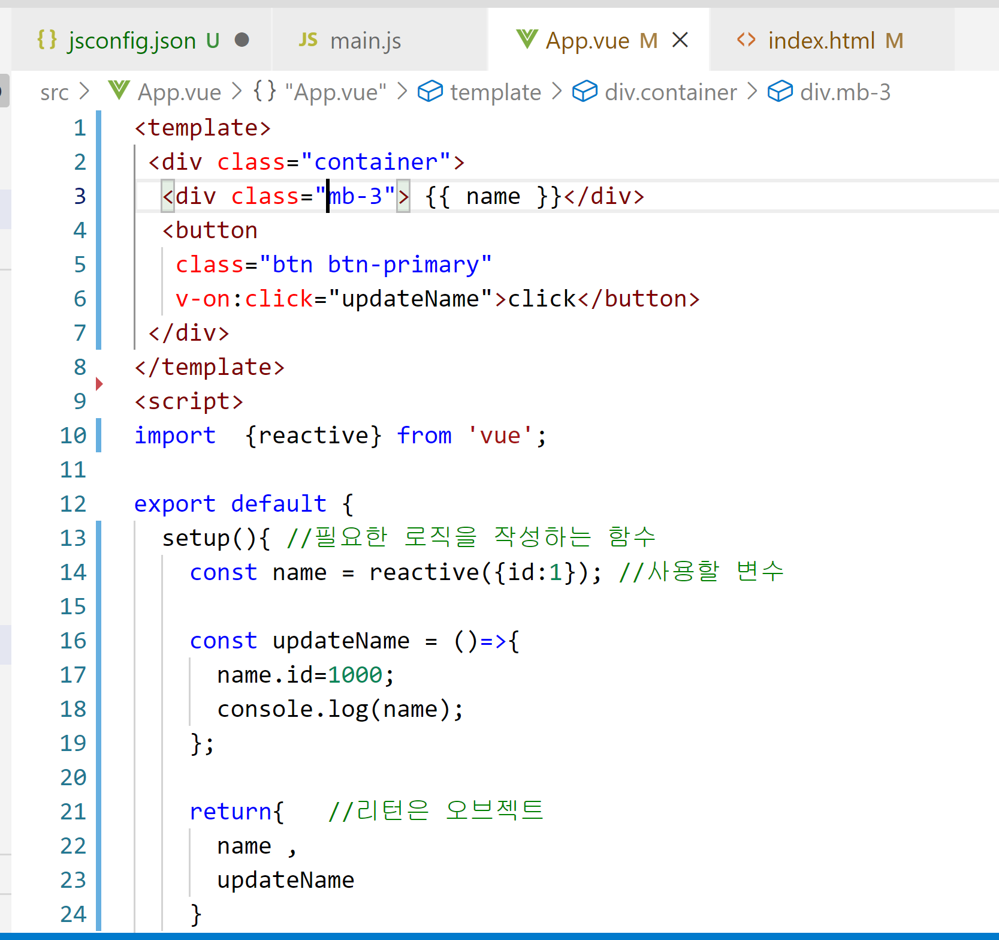 {} jsconfig.json U ● JS main.js App.vue M × <> index.html M
src > App.vue > {} "App.vue" > template > div.container > div.mb-3
1 <template>
2 <div class="container">
3 <div class="mb-3"> {{ name }}</div>
4 <button
5 class="btn btn-primary"
6 v-on:click="updateName">click</button>
7 </div>
8 </template>
9 <script>
10 import  {reactive} from 'vue';
11
12 export default {
13 setup(){ //필요한 로직을 작성하는 함수
14 const name = reactive({id:1}); //사용할 변수
15
16 const updateName = ()=>{
17 name.id=1000;
18 console.log(name);
19 };
20
21 return{   //리턴은 오브젝트
22 name ,
23 updateName
24 }